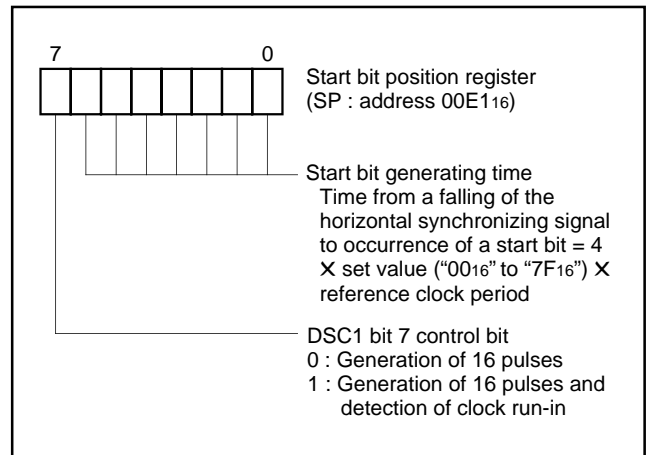 7 0
Start bit position register
(SP : address 00E116)
Start bit generating time
Time from a falling of the
horizontal synchronizing signal
to occurrence of a start bit = 4
X set value (“0016” to “7F16”) X
reference clock period
DSC1 bit 7 control bit
0 : Generation of 16 pulses
1 : Generation of 16 pulses and
detection of clock run-in